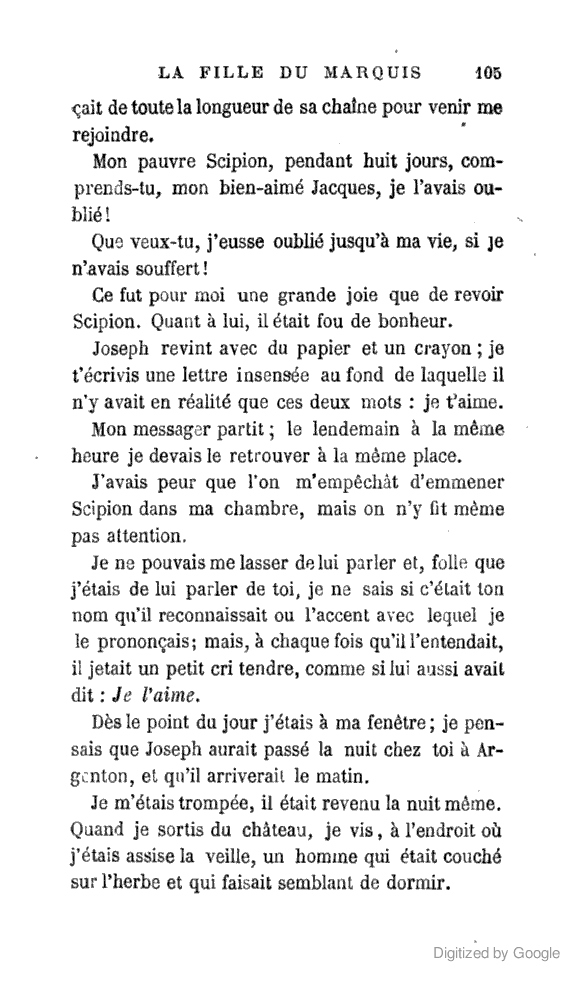 LA FILLE DU MARQUIS 105
çait de toute la longueur de sa chaîne pour venir me
rejoindre.
Mon pauvre Scipion, pendant huit jours, com-
prends-tu, mon bien-aimé Jacques, je l'avais ou-
blié!
Que veux-tu, j'eusse oublié jusqu'à ma vie, si je
n'avais souffert!
Ce fut pour moi une grande joie que de revoir
Scipion. Quant à lui, il était fou de bonheur.
Joseph revint avec du papier et un crayon; je
t'écrivis une lettre insensée au fond de laquelle il
n'y avait en réalité que ces deux mots : je t'aime.
Mon messager partit; le lendemain à la même
heure je devais le retrouver à la même place.
J'avais peur que l'on m'empêchât d'emmener
Scipion dans ma chambre, mais on n'y fit même
pas attention.
Je ne pouvais me lasser de lui parler et, folle que
j'étais de lui parler de toi, je ne sais si c'était ton
nom qu'il reconnaissait ou l'accent avec lequel je
le prononçais; mais, à chaque fois qu'il l'entendait,
il jetait un petit cri tendre, comme si lui aussi avait
dit : Je l'aime.
Dès le point du jour j'étais à ma fenêtre; je pen-
sais que Joseph aurait passé la nuit chez toi à Ar-
genton, et qu'il arriverait le matin.
Je m'étais trompée, il était revenu la nuit même.
Quand je sortis du château, je vis, à l'endroit où
j'étais assise la veille, un homme qui était couché
sur l'herbe et qui faisait semblant de dormir.
Digitized by Google